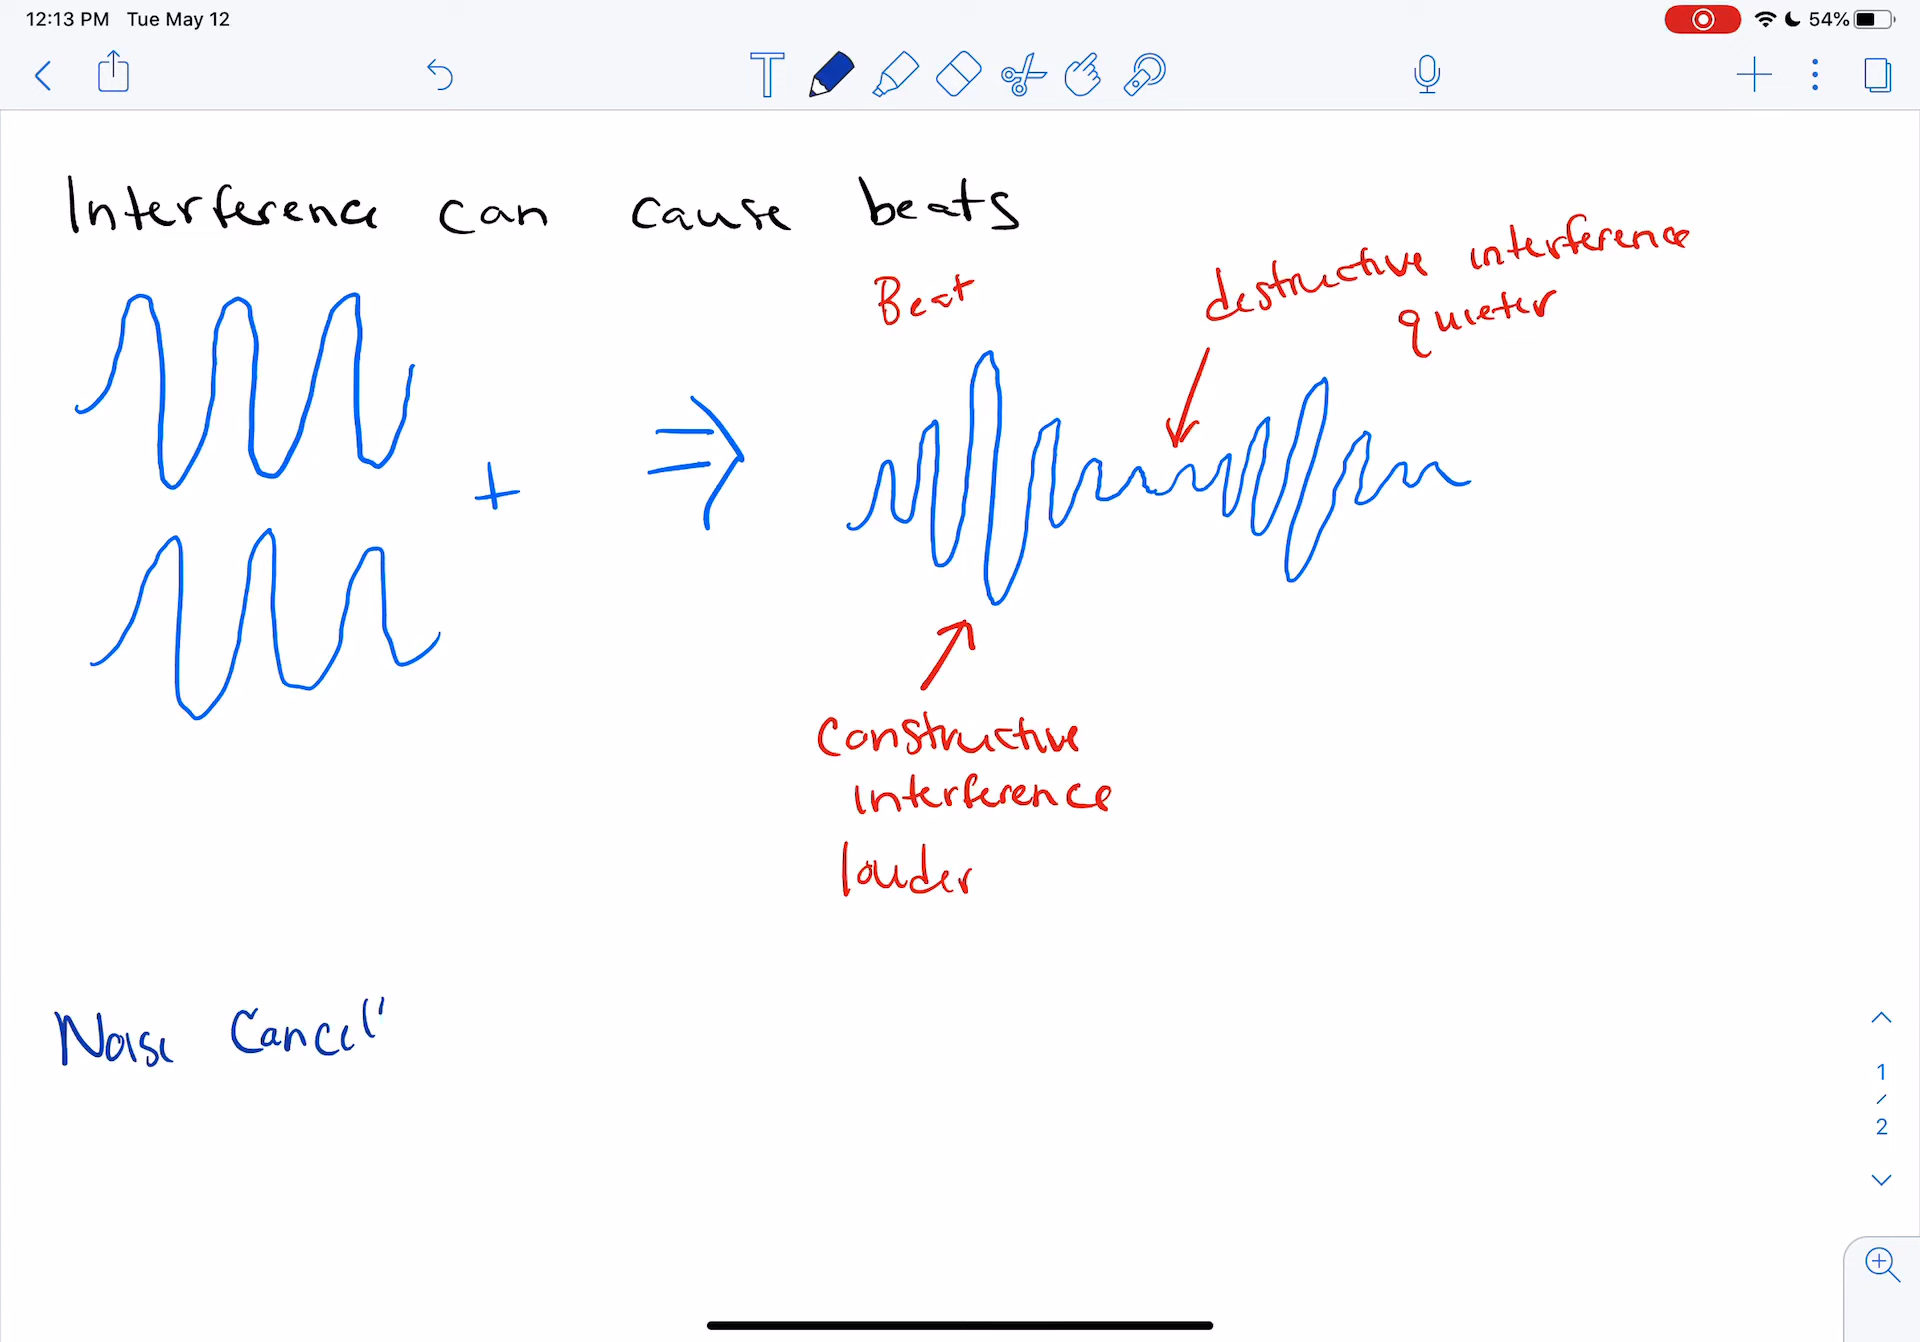 12:13 PM Tue May 12
54%
T
Interference can cause beats
Beat
destructive interference
quieter
+
constructive
interference
louder
Noise Cancel
1
/
2